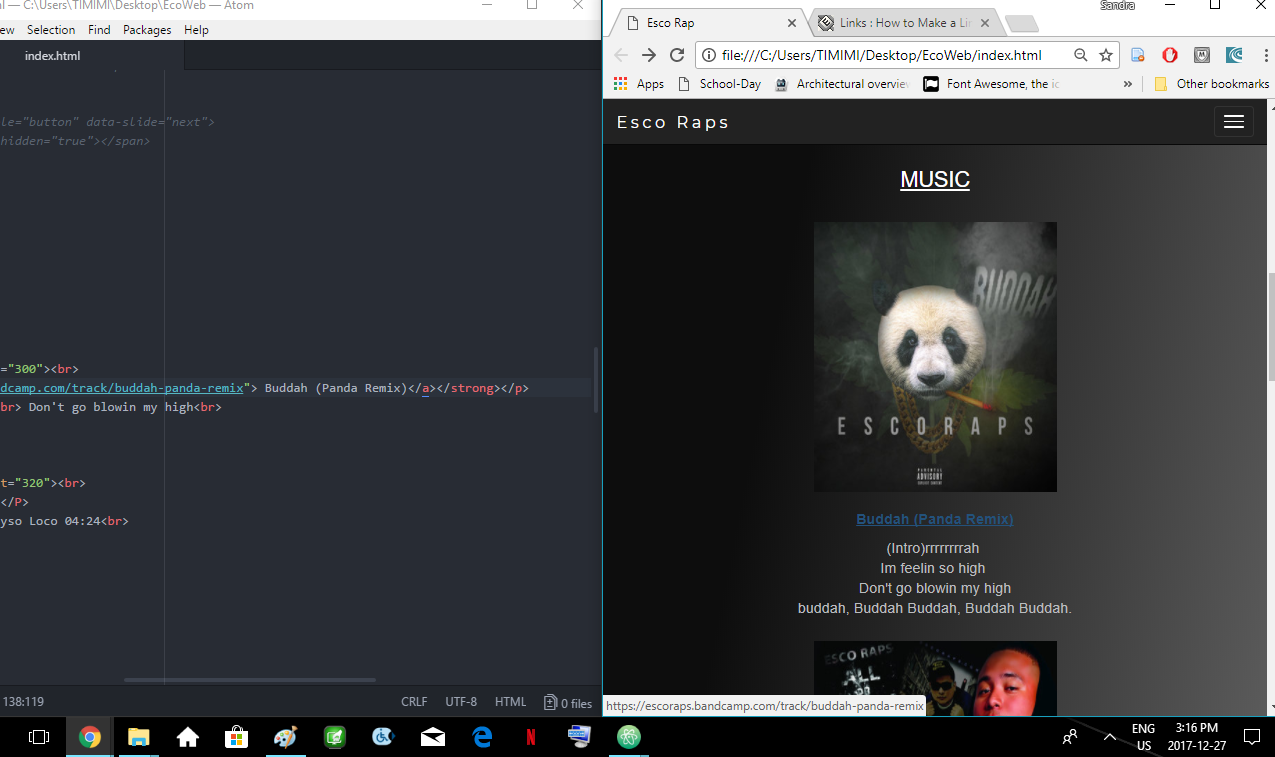 l — C:\Users\TIMIMI\Desktop\EcoWeb — Atom
ew Selection Find Packages Help
index.html
le="button" data-slide="next">
hidden="true"></span>
="300"><br>
dcamp.com/track/buddah-panda-remix"> Buddah (Panda Remix)</a></strong></p>
br> Don't go blowin my high<br>
t="320"><br>
</P>
yso Loco 04:24<br>
138:119
CRLF UTF-8 HTML 0 files
Sandra
Esco Rap
Links : How to Make a Lin
file:///C:/Users/TIMIMI/Desktop/EcoWeb/index.html
Apps School-Day Architectural overview Font Awesome, the ic » Other bookmarks
Esco Raps
MUSIC
BUDDAH
ESCORAPS
PARENTAL
ADVISORY
EXPLICIT CONTENT
Buddah (Panda Remix)
(Intro)rrrrrrrrah
Im feelin so high
Don't go blowin my high
buddah, Buddah Buddah, Buddah Buddah.
ESCO RAPS
ALL
https://escoraps.bandcamp.com/track/buddah-panda-remix
ENG
US
3:16 PM
2017-12-27